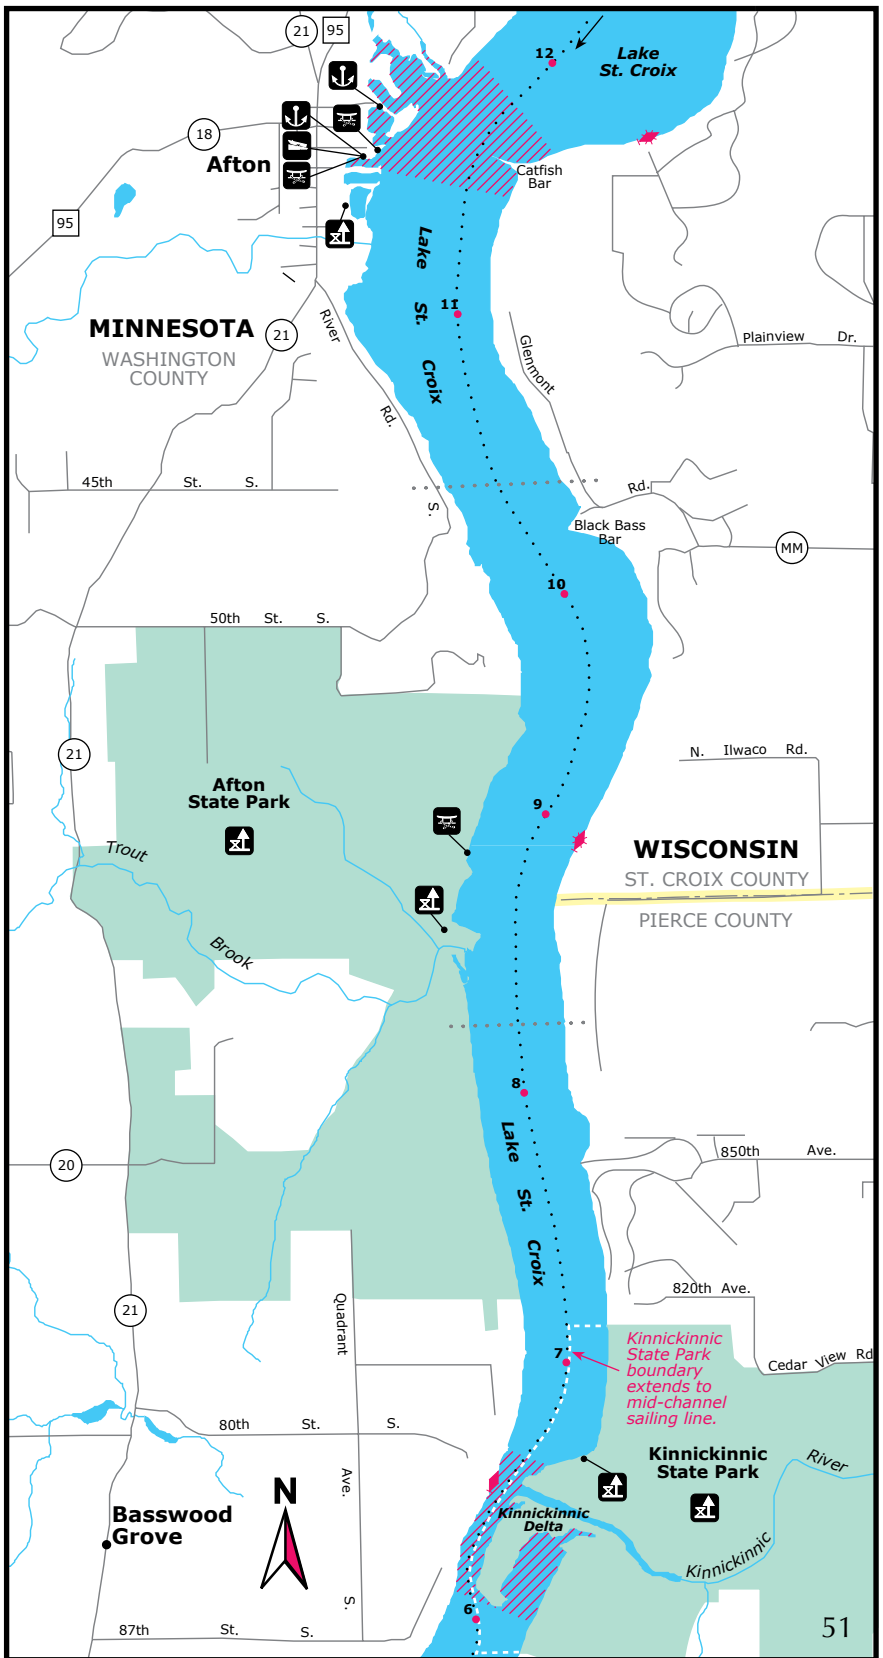 21
95
12
Lake
St. Croix
18
Afton
Catfish
Bar
95
Lake St. Croix
11
MINNESOTA
21
WASHINGTON
COUNTY
River Rd. S.
Glenmont Rd.
Plainview Dr.
45th St. S.
Black Bass
Bar
MM
10
50th St. S.
21
N. Ilwaco Rd.
Afton
State Park
9
Trout Brook
WISCONSIN
ST. CROIX COUNTY
PIERCE COUNTY
8
Lake St. Croix
850th Ave.
20
820th Ave.
21
Quadrant Ave. S.
7
Kinnickinnic
State Park
boundary
extends to
mid-channel
sailing line.
Cedar View Rd
80th St. S.
Kinnickinnic
State Park
Kinnickinnic River
N
Basswood
Grove
Kinnickinnic
Delta
6
87th St. S.
51